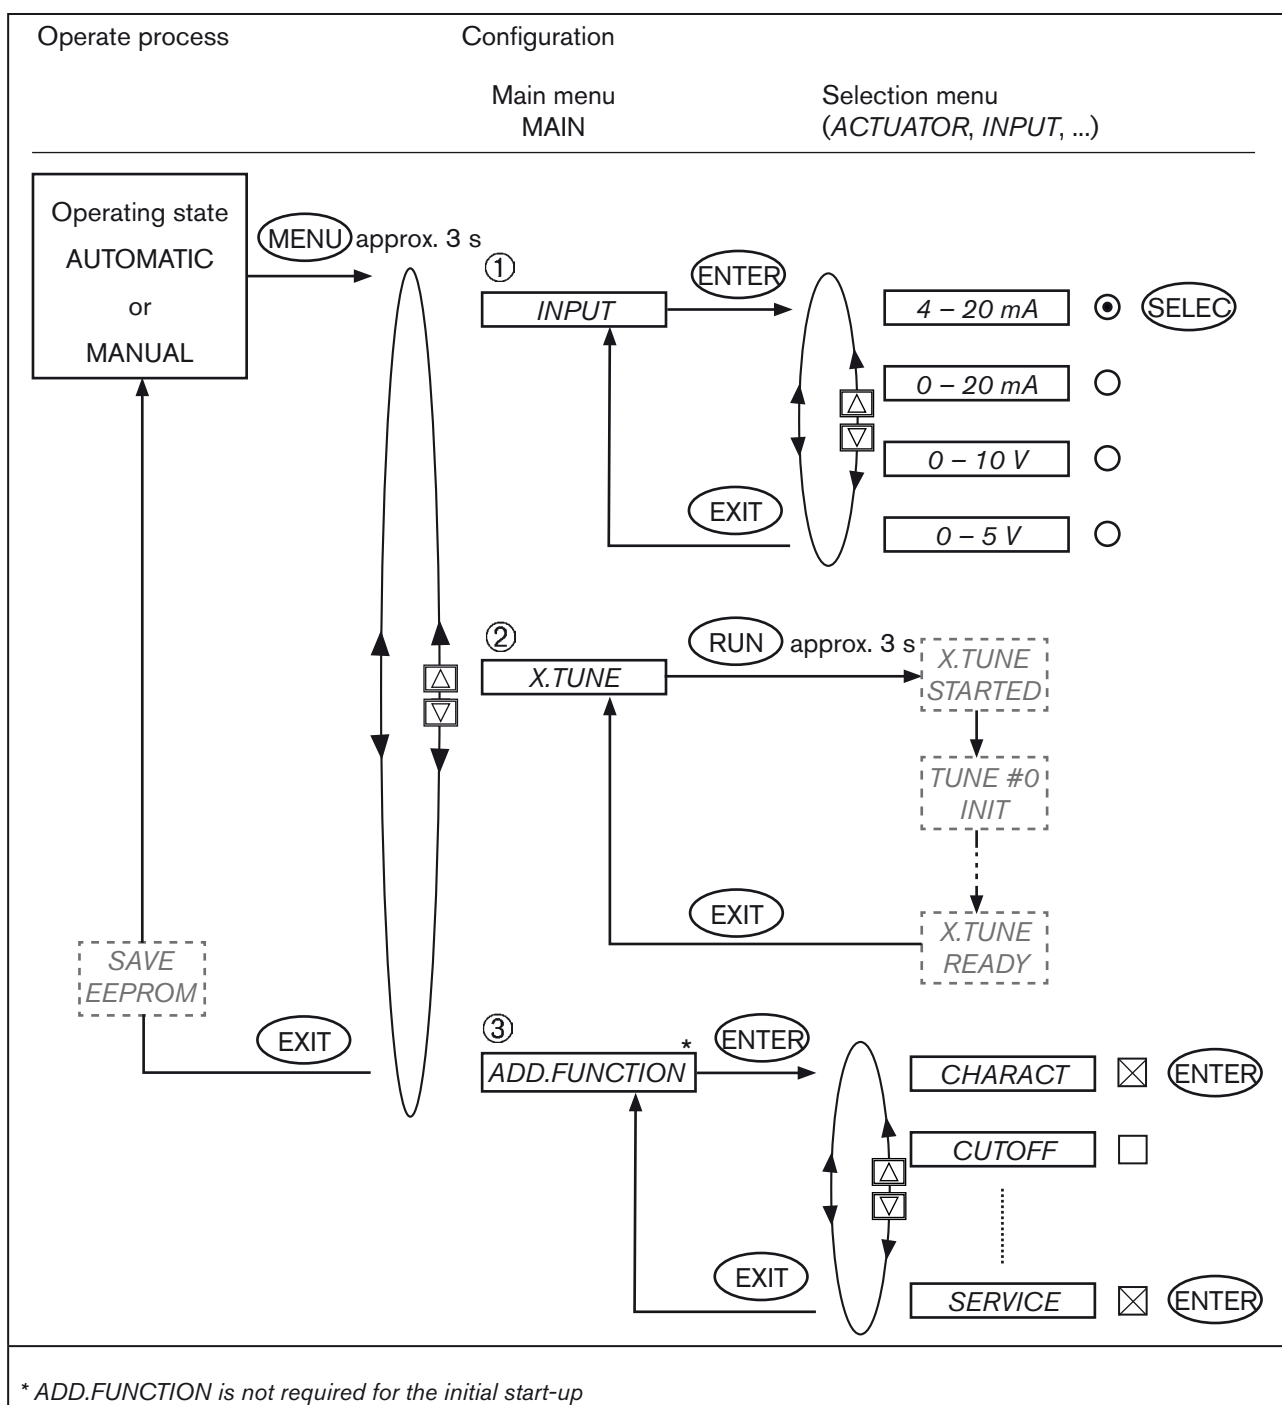 Operate process
Configuration
Main menu
MAIN
Selection menu
(ACTUATOR, INPUT, ...)
Operating state
AUTOMATIC
or
MANUAL
MENU approx. 3 s
①
INPUT
ENTER
4 – 20 mA
SELEC
0 – 20 mA
0 – 10 V
0 – 5 V
EXIT
②
X.TUNE
RUN approx. 3 s
X.TUNE
STARTED
TUNE #0
INIT
X.TUNE
READY
EXIT
SAVE
EEPROM
EXIT
③
ADD.FUNCTION *
ENTER
CHARACT
ENTER
CUTOFF
SERVICE
ENTER
EXIT
* ADD.FUNCTION is not required for the initial start-up